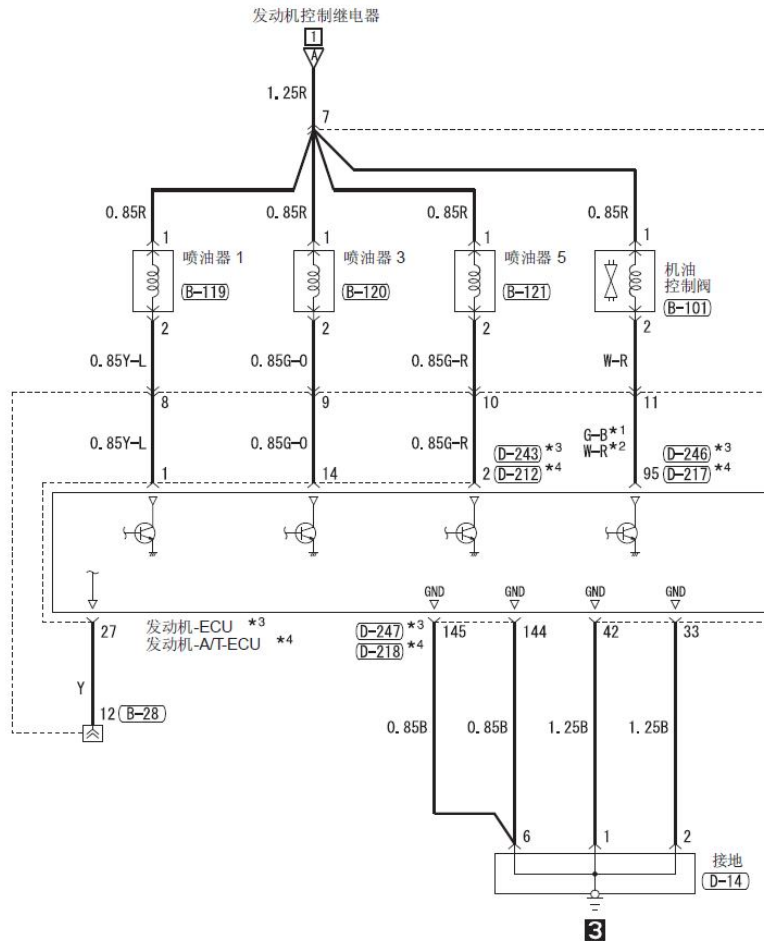 发动机控制继电器
1
A
1.25R
7
0.85R 0.85R 0.85R 0.85R
1 1 1 1
喷油器 1 喷油器 3 喷油器 5 机油
控制阀
(B-119) (B-120) (B-121) (B-101)
2 2 2 2
0.85Y-L 0.85G-O 0.85G-R W-R
8 9 10 11
0.85Y-L 0.85G-O 0.85G-R G-B*1
W-R*2
(D-243)*3 (D-246)*3
1 14 2 (D-212)*4 95 (D-217)*4
GND GND GND GND
27 发动机-ECU *3 (D-247)*3 145 144 42 33
发动机-A/T-ECU *4 (D-218)*4
Y
12 (B-28)
0.85B 0.85B 1.25B 1.25B
6 1 2
接地
(D-14)
3